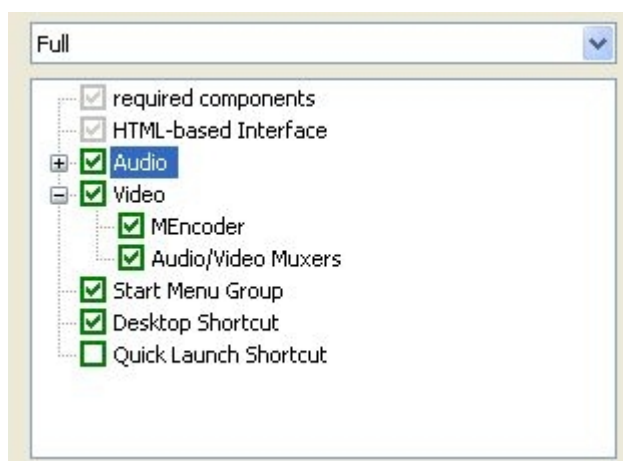 Full
required components
HTML-based Interface
Audio
Video
MEncoder
Audio/Video Muxers
Start Menu Group
Desktop Shortcut
Quick Launch Shortcut